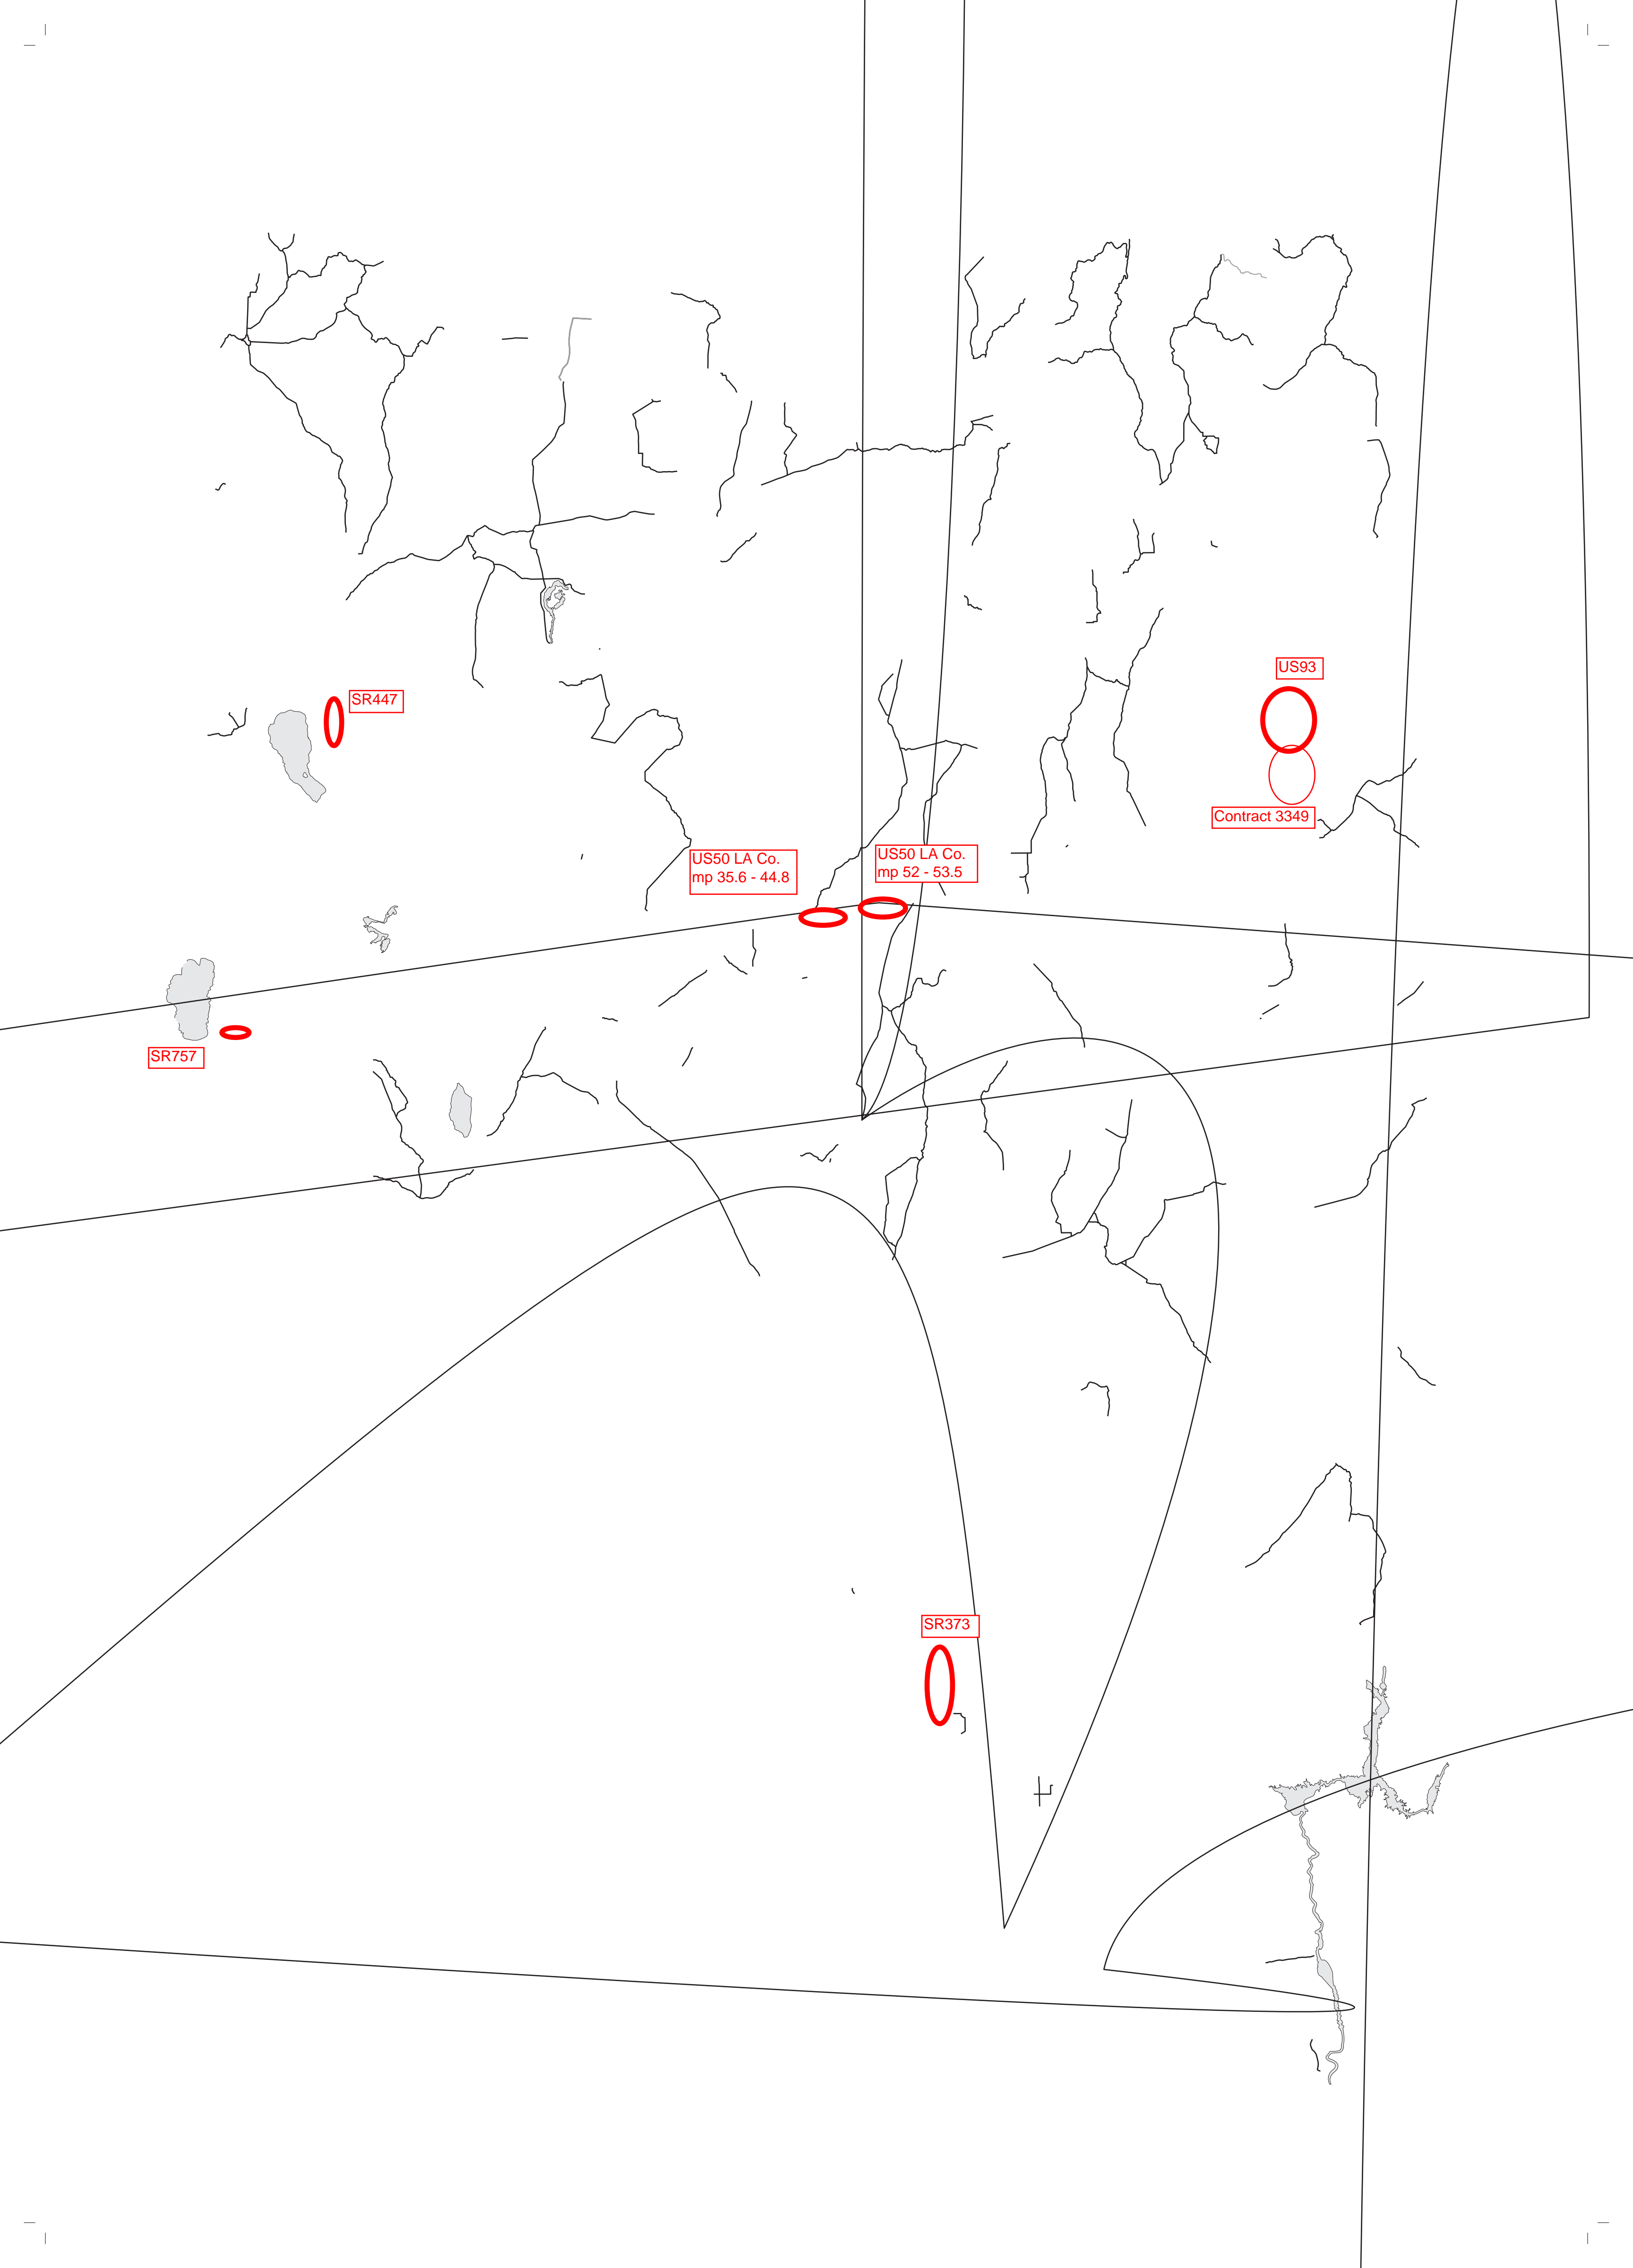 US93
SR447
Contract 3349
US50 LA Co.
mp 35.6 - 44.8
US50 LA Co.
mp 52 - 53.5
SR757
SR373